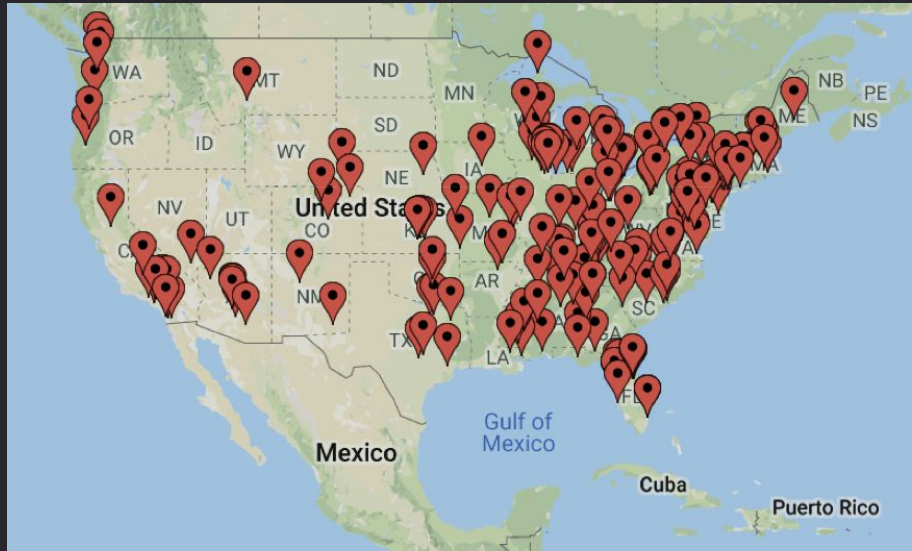 NB
PE
NS
ME
WA
MT
ND
MN
OR
ID
SD
WY
IA
MA
NE
NV
UT
United States
CO
NM
AR
SC
TX
LA
Gulf of
Mexico
Mexico
Cuba
Puerto Rico